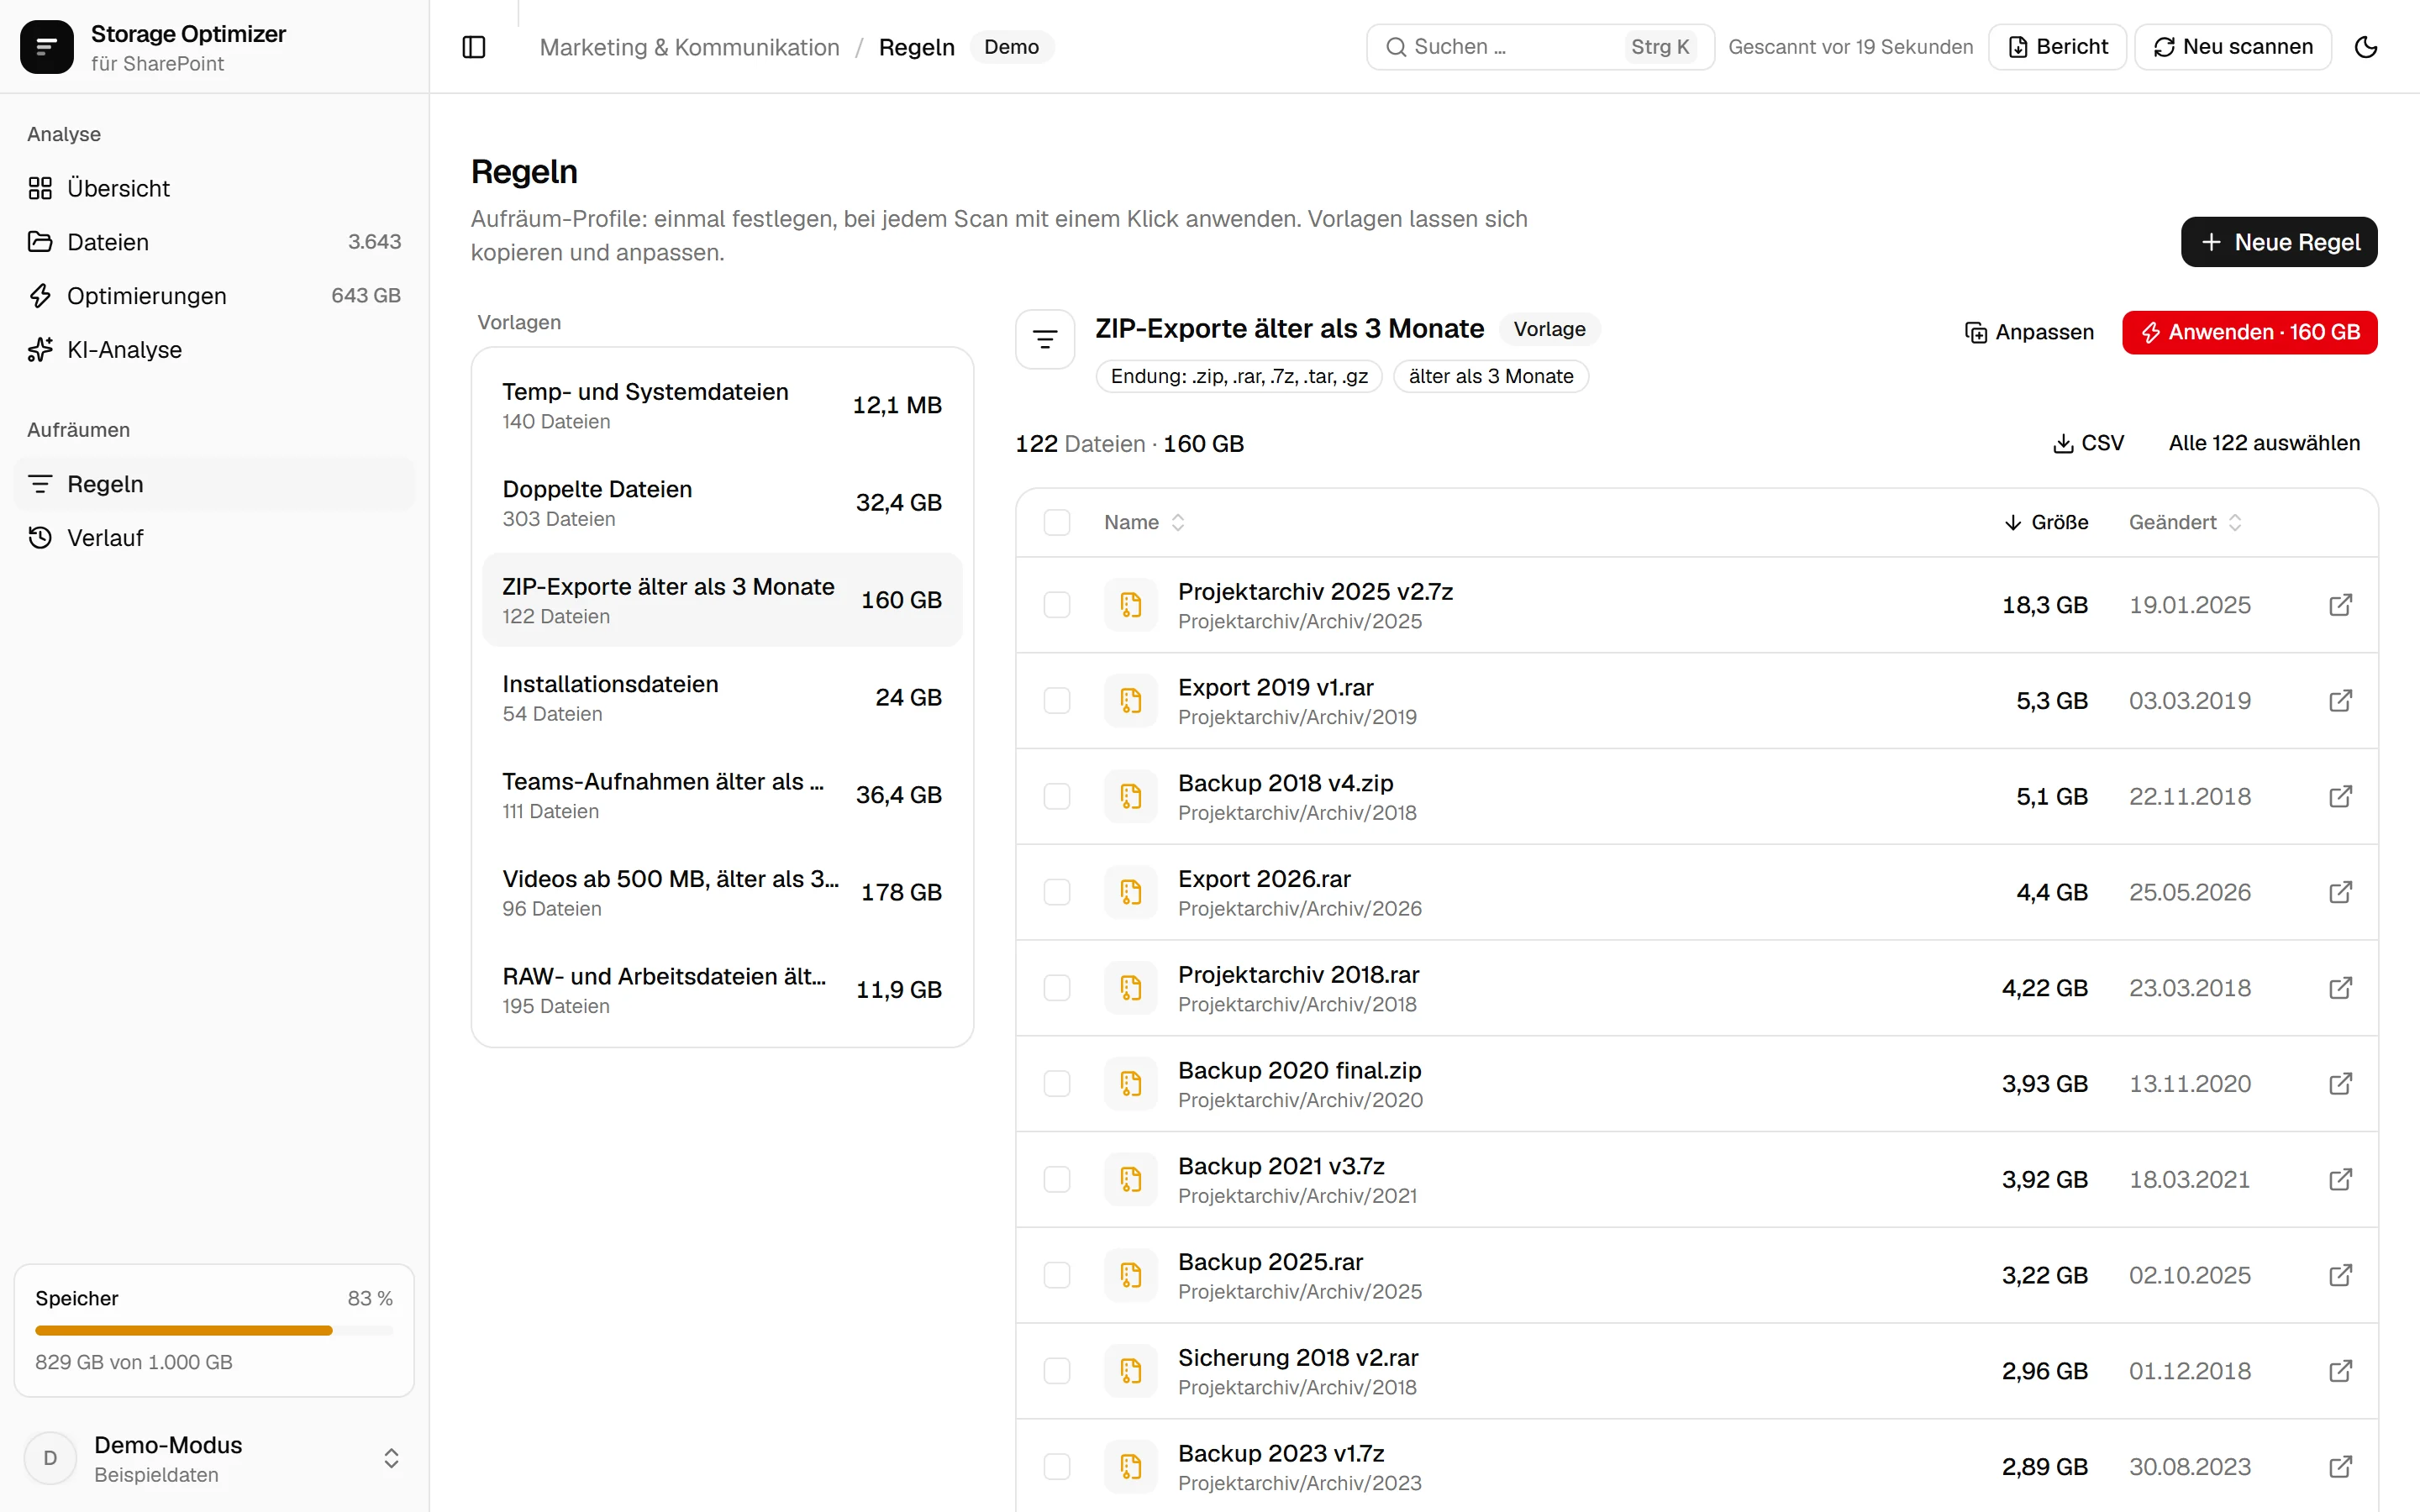 Storage Optimizer
für SharePoint
Analyse
Übersicht
Dateien 3.643
Optimierungen 643 GB
KI-Analyse
Aufräumen
Regeln
Verlauf
Speicher 83 %
829 GB von 1.000 GB
D
Demo-Modus
Beispieldaten
Marketing & Kommunikation / Regeln Demo
Suchen ... Strg K
Gescannt vor 19 Sekunden
Bericht
Neu scannen
Regeln
Aufräum-Profile: einmal festlegen, bei jedem Scan mit einem Klick anwenden. Vorlagen lassen sich
kopieren und anpassen.
+ Neue Regel
Vorlagen
Temp- und Systemdateien 12,1 MB
140 Dateien
Doppelte Dateien 32,4 GB
303 Dateien
ZIP-Exporte älter als 3 Monate 160 GB
122 Dateien
Installationsdateien 24 GB
54 Dateien
Teams-Aufnahmen älter als ... 36,4 GB
111 Dateien
Videos ab 500 MB, älter als 3... 178 GB
96 Dateien
RAW- und Arbeitsdateien ält... 11,9 GB
195 Dateien
ZIP-Exporte älter als 3 Monate Vorlage
Endung: .zip, .rar, .7z, .tar, .gz älter als 3 Monate
Anpassen
Anwenden · 160 GB
122 Dateien · 160 GB
CSV
Alle 122 auswählen
Name Größe Geändert
Projektarchiv 2025 v2.7z 18,3 GB 19.01.2025
Projektarchiv/Archiv/2025
Export 2019 v1.rar 5,3 GB 03.03.2019
Projektarchiv/Archiv/2019
Backup 2018 v4.zip 5,1 GB 22.11.2018
Projektarchiv/Archiv/2018
Export 2026.rar 4,4 GB 25.05.2026
Projektarchiv/Archiv/2026
Projektarchiv 2018.rar 4,22 GB 23.03.2018
Projektarchiv/Archiv/2018
Backup 2020 final.zip 3,93 GB 13.11.2020
Projektarchiv/Archiv/2020
Backup 2021 v3.7z 3,92 GB 18.03.2021
Projektarchiv/Archiv/2021
Backup 2025.rar 3,22 GB 02.10.2025
Projektarchiv/Archiv/2025
Sicherung 2018 v2.rar 2,96 GB 01.12.2018
Projektarchiv/Archiv/2018
Backup 2023 v1.7z 2,89 GB 30.08.2023
Projektarchiv/Archiv/2023